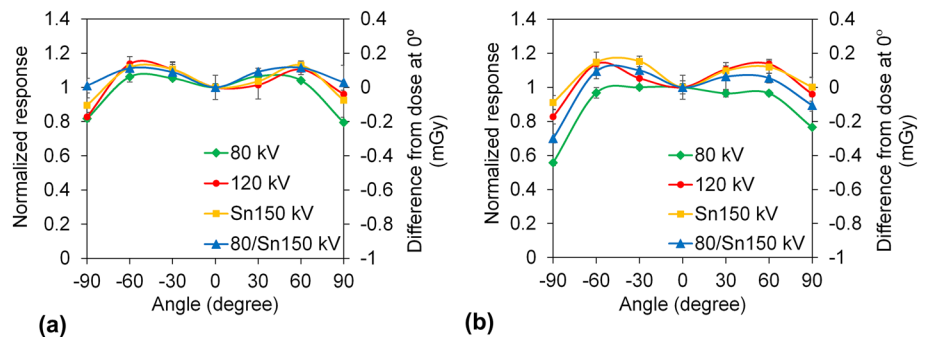 1.4
1.2
1
0.8
0.6
0.4
0.2
0
Normalized response
0.4
0.2
0
-0.2
-0.4
-0.6
-0.8
-1
Difference from dose at 0º
(mGy)
80 kV
120 kV
Sn150 kV
80/Sn150 kV
-90 -60 -30 0 30 60 90
Angle (degree)
(a)
1.4
1.2
1
0.8
0.6
0.4
0.2
0
Normalized response
0.4
0.2
0
-0.2
-0.4
-0.6
-0.8
-1
Difference from dose at 0°
(mGy)
80 kV
120 kV
Sn150 kV
80/Sn150 kV
-90 -60 -30 0 30 60 90
Angle (degree)
(b)